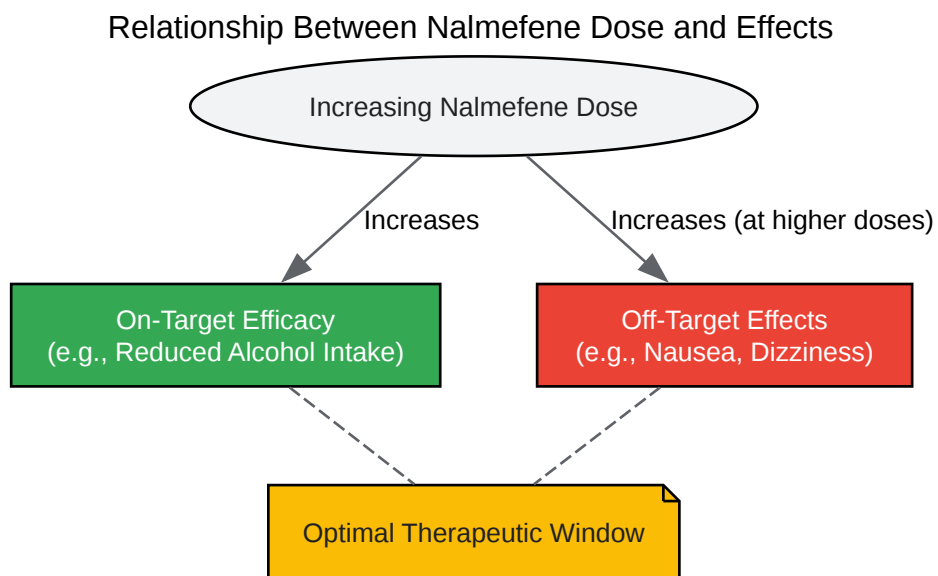 Relationship Between Nalmefene Dose and Effects
Increasing Nalmefene Dose
Increases
Increases (at higher doses)
On-Target Efficacy
(e.g., Reduced Alcohol Intake)
Off-Target Effects
(e.g., Nausea, Dizziness)
Optimal Therapeutic Window